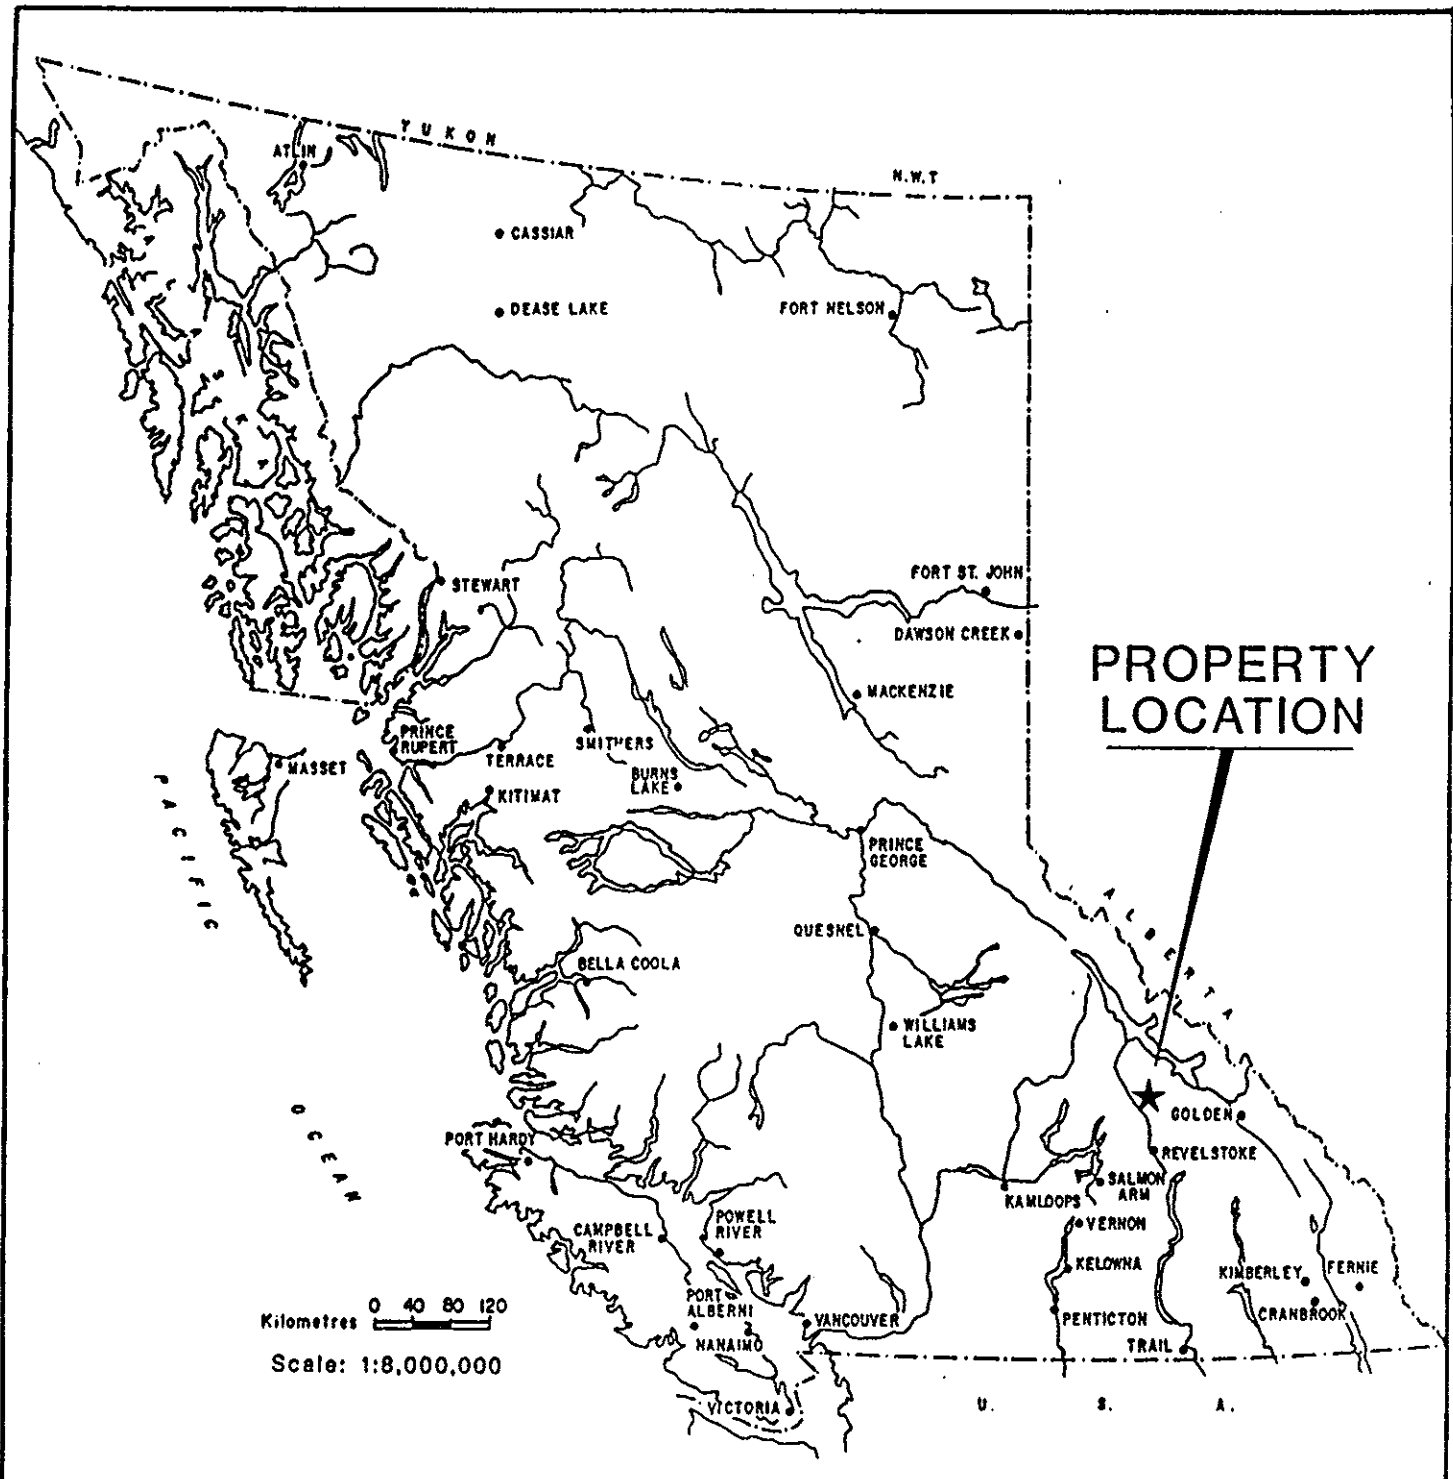 YUKON
N.W.T
ATLIN
CASSIAR
DEASE LAKE
FORT NELSON
ALASKA
STEWART
FORT ST. JOHN
DAWSON CREEK
MACKENZIE
PROPERTY
LOCATION
PRINCE
RUPERT
TERRACE
SMITHERS
BURNS
LAKE
MASSET
KITIMAT
PRINCE
GEORGE
PACIFIC
ALBERTA
QUESNEL
BELLA COOLA
WILLIAMS
LAKE
OCEAN
GOLDEN
PORT HARDY
REVELSTOKE
SALMON
ARM
KAMLOOPS
CAMPBELL
RIVER
POWELL
RIVER
VERNON
KELOWNA
KIMBERLEY
FERNIE
CRANBROOK
PORT
ALBERNI
NANAIMO
VANCOUVER
PENTICTON
TRAIL
Kilometres 0 40 80 120
Scale: 1:8,000,000
VICTORIA
U. S. A.